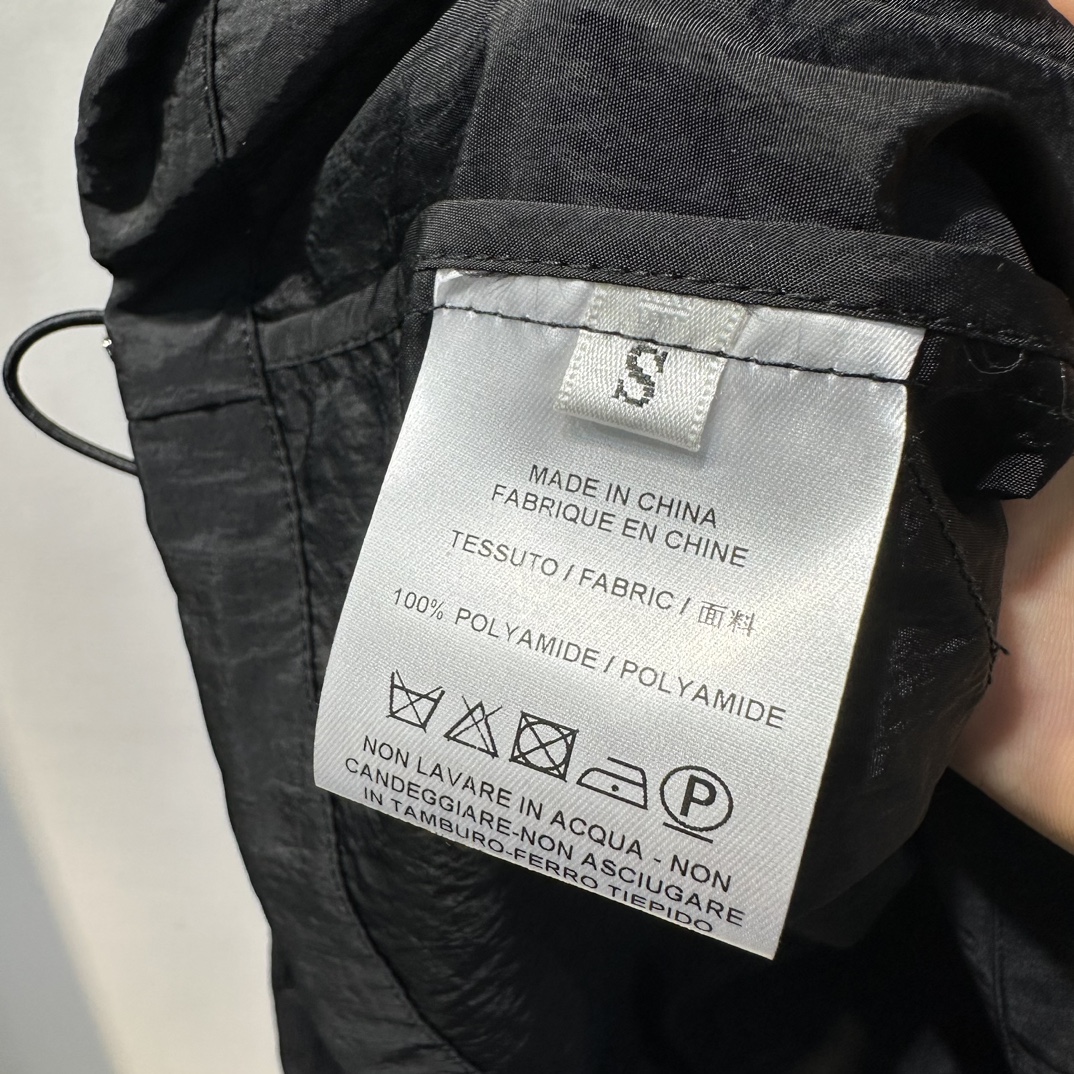 S
MADE IN CHINA
FABRIQUE EN CHINE
TESSUTO / FABRIC / 面料
100% POLYAMIDE / POLYAMIDE
P
NON LAVARE IN ACQUA - NON
CANDEGGIARE-NON ASCIUGARE
IN TAMBURO-FERRO TIEPIDO